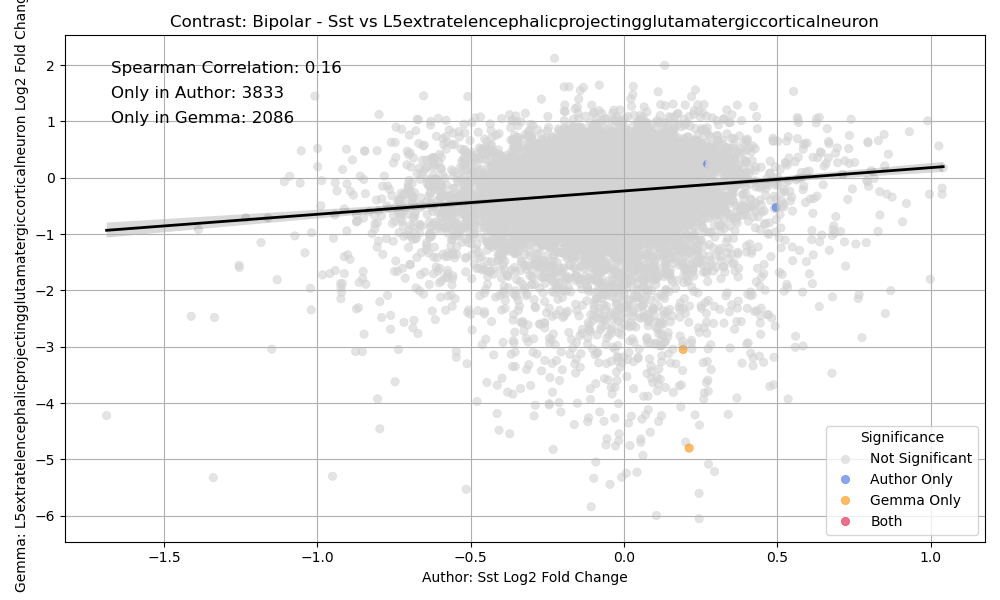 Contrast: Bipolar - Sst vs L5extratelencephalicprojectingglutamatergiccorticalneuron
Gemma: L5extratelencephalicprojectingglutamatergiccorticalneuron Log2 Fold Chang
Spearman Correlation: 0.16
Only in Author: 3833
Only in Gemma: 2086
2
1
0
−1
−2
−3
−4
−5
−6
Significance
Not Significant
Author Only
Gemma Only
Both
−1.5
−1.0
−0.5
0.0
0.5
1.0
Author: Sst Log2 Fold Change